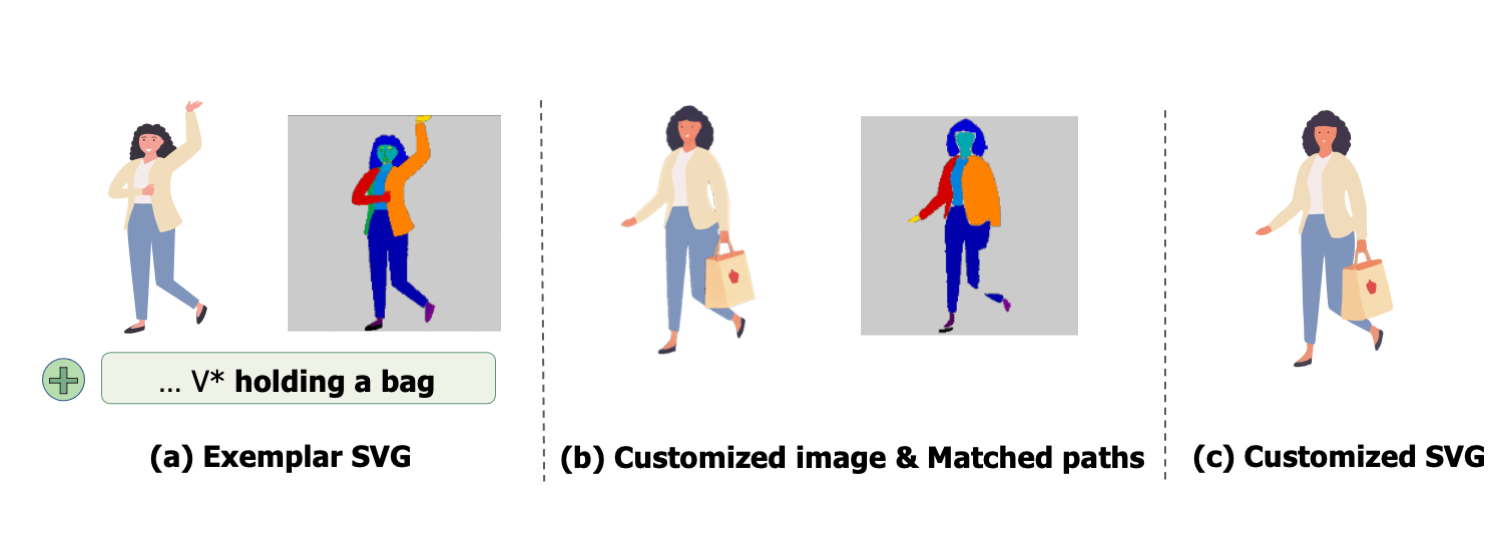 ... V* holding a bag
(a) Exemplar SVG
(b) Customized image & Matched paths
(c) Customized SVG